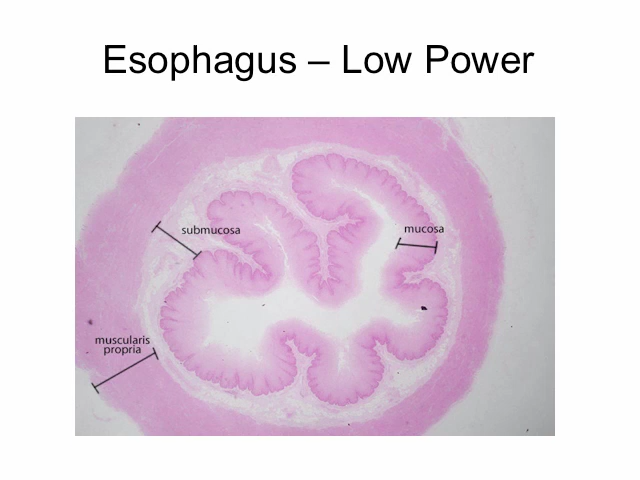 Esophagus – Low Power
submucosa
mucosa
muscularis
propria